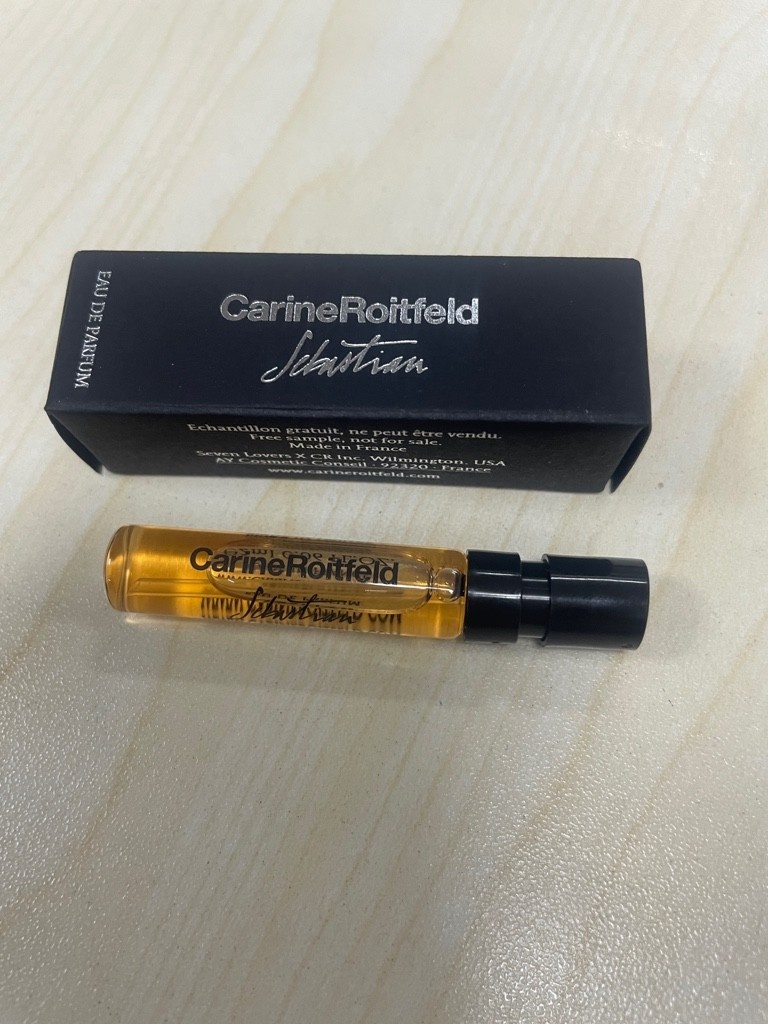 EAU DE PARFUM
CarineRoitfeld
Sebastian
Echantillon gratuit, ne peut être vendu.
Free sample, not for sale.
Made in France
Seven Lovers X CR Inc. Wilmington, USA
AY Cosmetic Conseil - 92320 - France
www.carineroitfeld.com
CarineRoitfeld
Sebastian